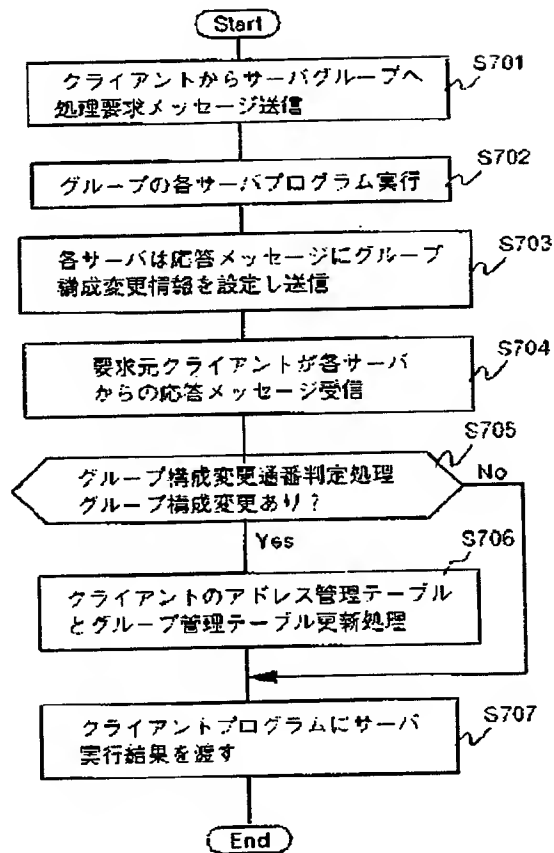 Start
クライアントからサーバグループへ
処理要求メッセージ送信
S701
グループの各サーバプログラム実行
S702
各サーバは応答メッセージにグループ
構成変更情報を設定し送信
S703
要求元クライアントが各サーバ
からの応答メッセージ受信
S704
グループ構成変更通番判定処理
グループ構成変更あり?
S705
No
Yes
S706
クライアントのアドレス管理テーブル
とグループ管理テーブル更新処理
クライアントプログラムにサーバ
実行結果を渡す
S707
End